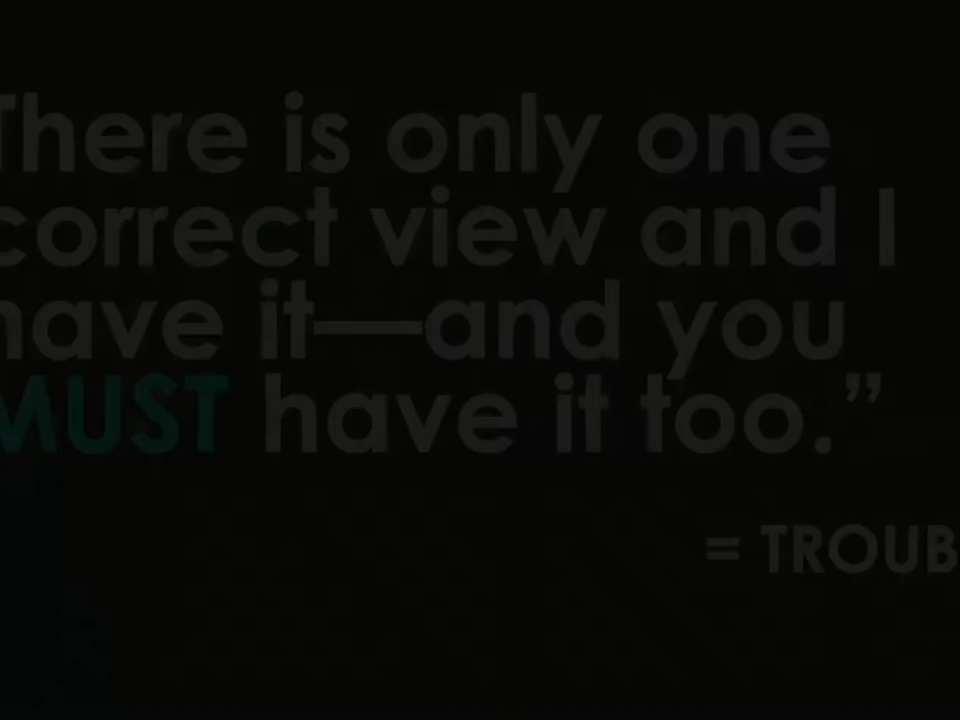 There is only one
correct view and I
have it—and you
MUST have it too.”
= TROUB